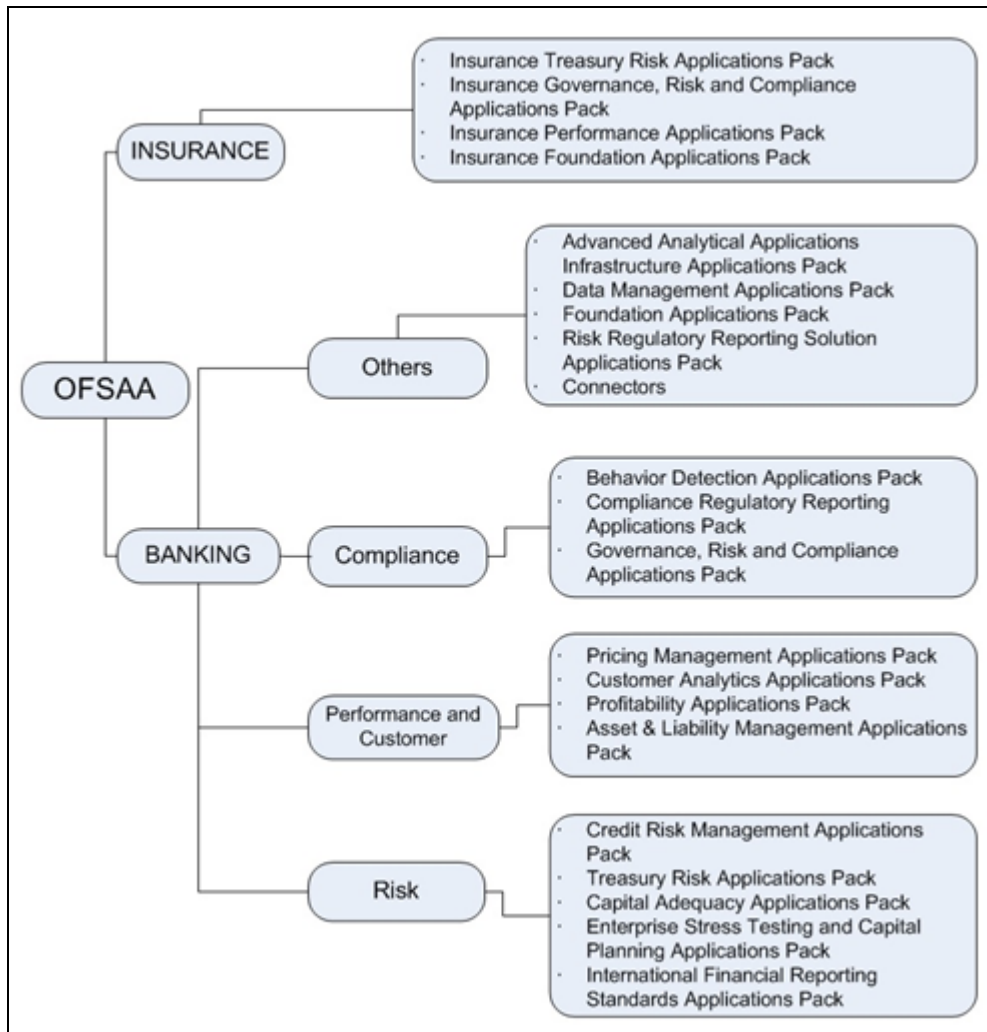 · Insurance Treasury Risk Applications Pack
· Insurance Governance, Risk and Compliance
Applications Pack
· Insurance Performance Applications Pack
· Insurance Foundation Applications Pack
INSURANCE
· Advanced Analytical Applications
Infrastructure Applications Pack
· Data Management Applications Pack
· Foundation Applications Pack
· Risk Regulatory Reporting Solution
Applications Pack
· Connectors
Others
OFSAA
· Behavior Detection Applications Pack
· Compliance Regulatory Reporting
Applications Pack
· Governance, Risk and Compliance
Applications Pack
BANKING
Compliance
· Pricing Management Applications Pack
· Customer Analytics Applications Pack
· Profitability Applications Pack
· Asset & Liability Management Applications
Pack
Performance and
Customer
· Credit Risk Management Applications
Pack
· Treasury Risk Applications Pack
· Capital Adequacy Applications Pack
· Enterprise Stress Testing and Capital
Planning Applications Pack
· International Financial Reporting
Standards Applications Pack
Risk